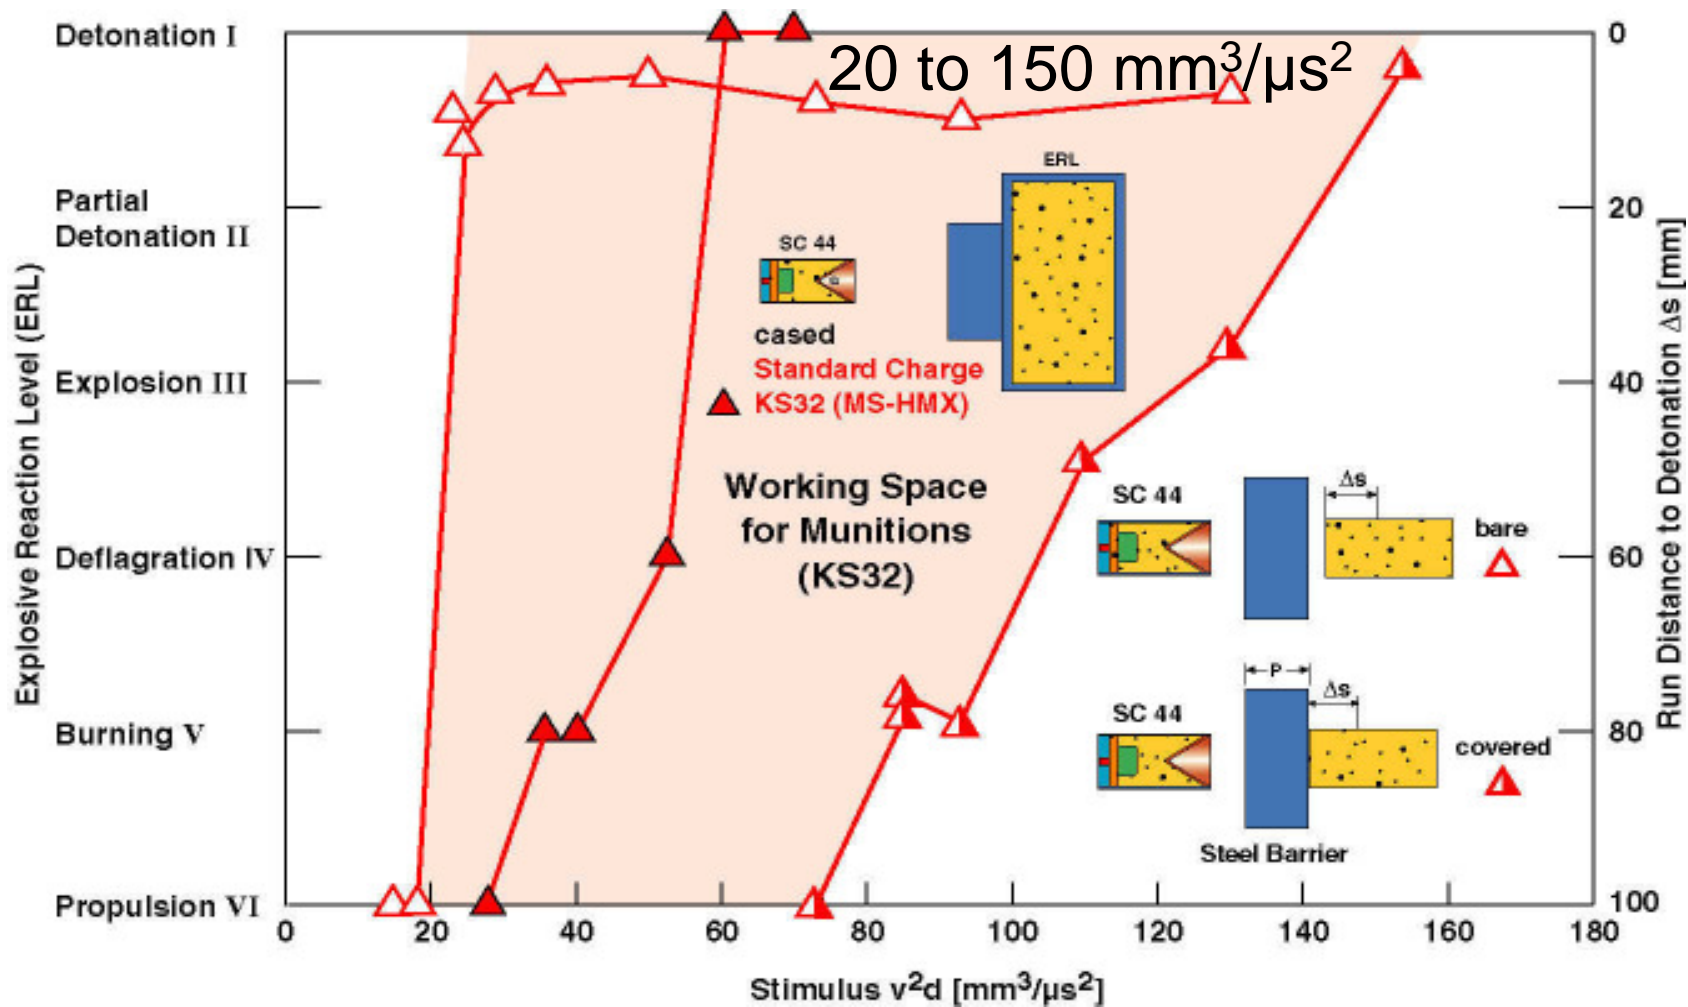 Detonation I
0
20 to 150 mm³/µs²
Partial
Detonation II
20
ERL
SC 44
cased
Standard Charge
KS32 (MS-HMX)
Explosion III
40
Explosive Reaction Level (ERL)
Run Distance to Detonation Δs [mm]
Working Space
for Munitions
(KS32)
SC 44
Δs
bare
Deflagration IV
60
P
Δs
SC 44
covered
Burning V
80
Steel Barrier
Propulsion VI
100
0 20 40 60 80 100 120 140 160 180
Stimulus v²d [mm³/µs²]